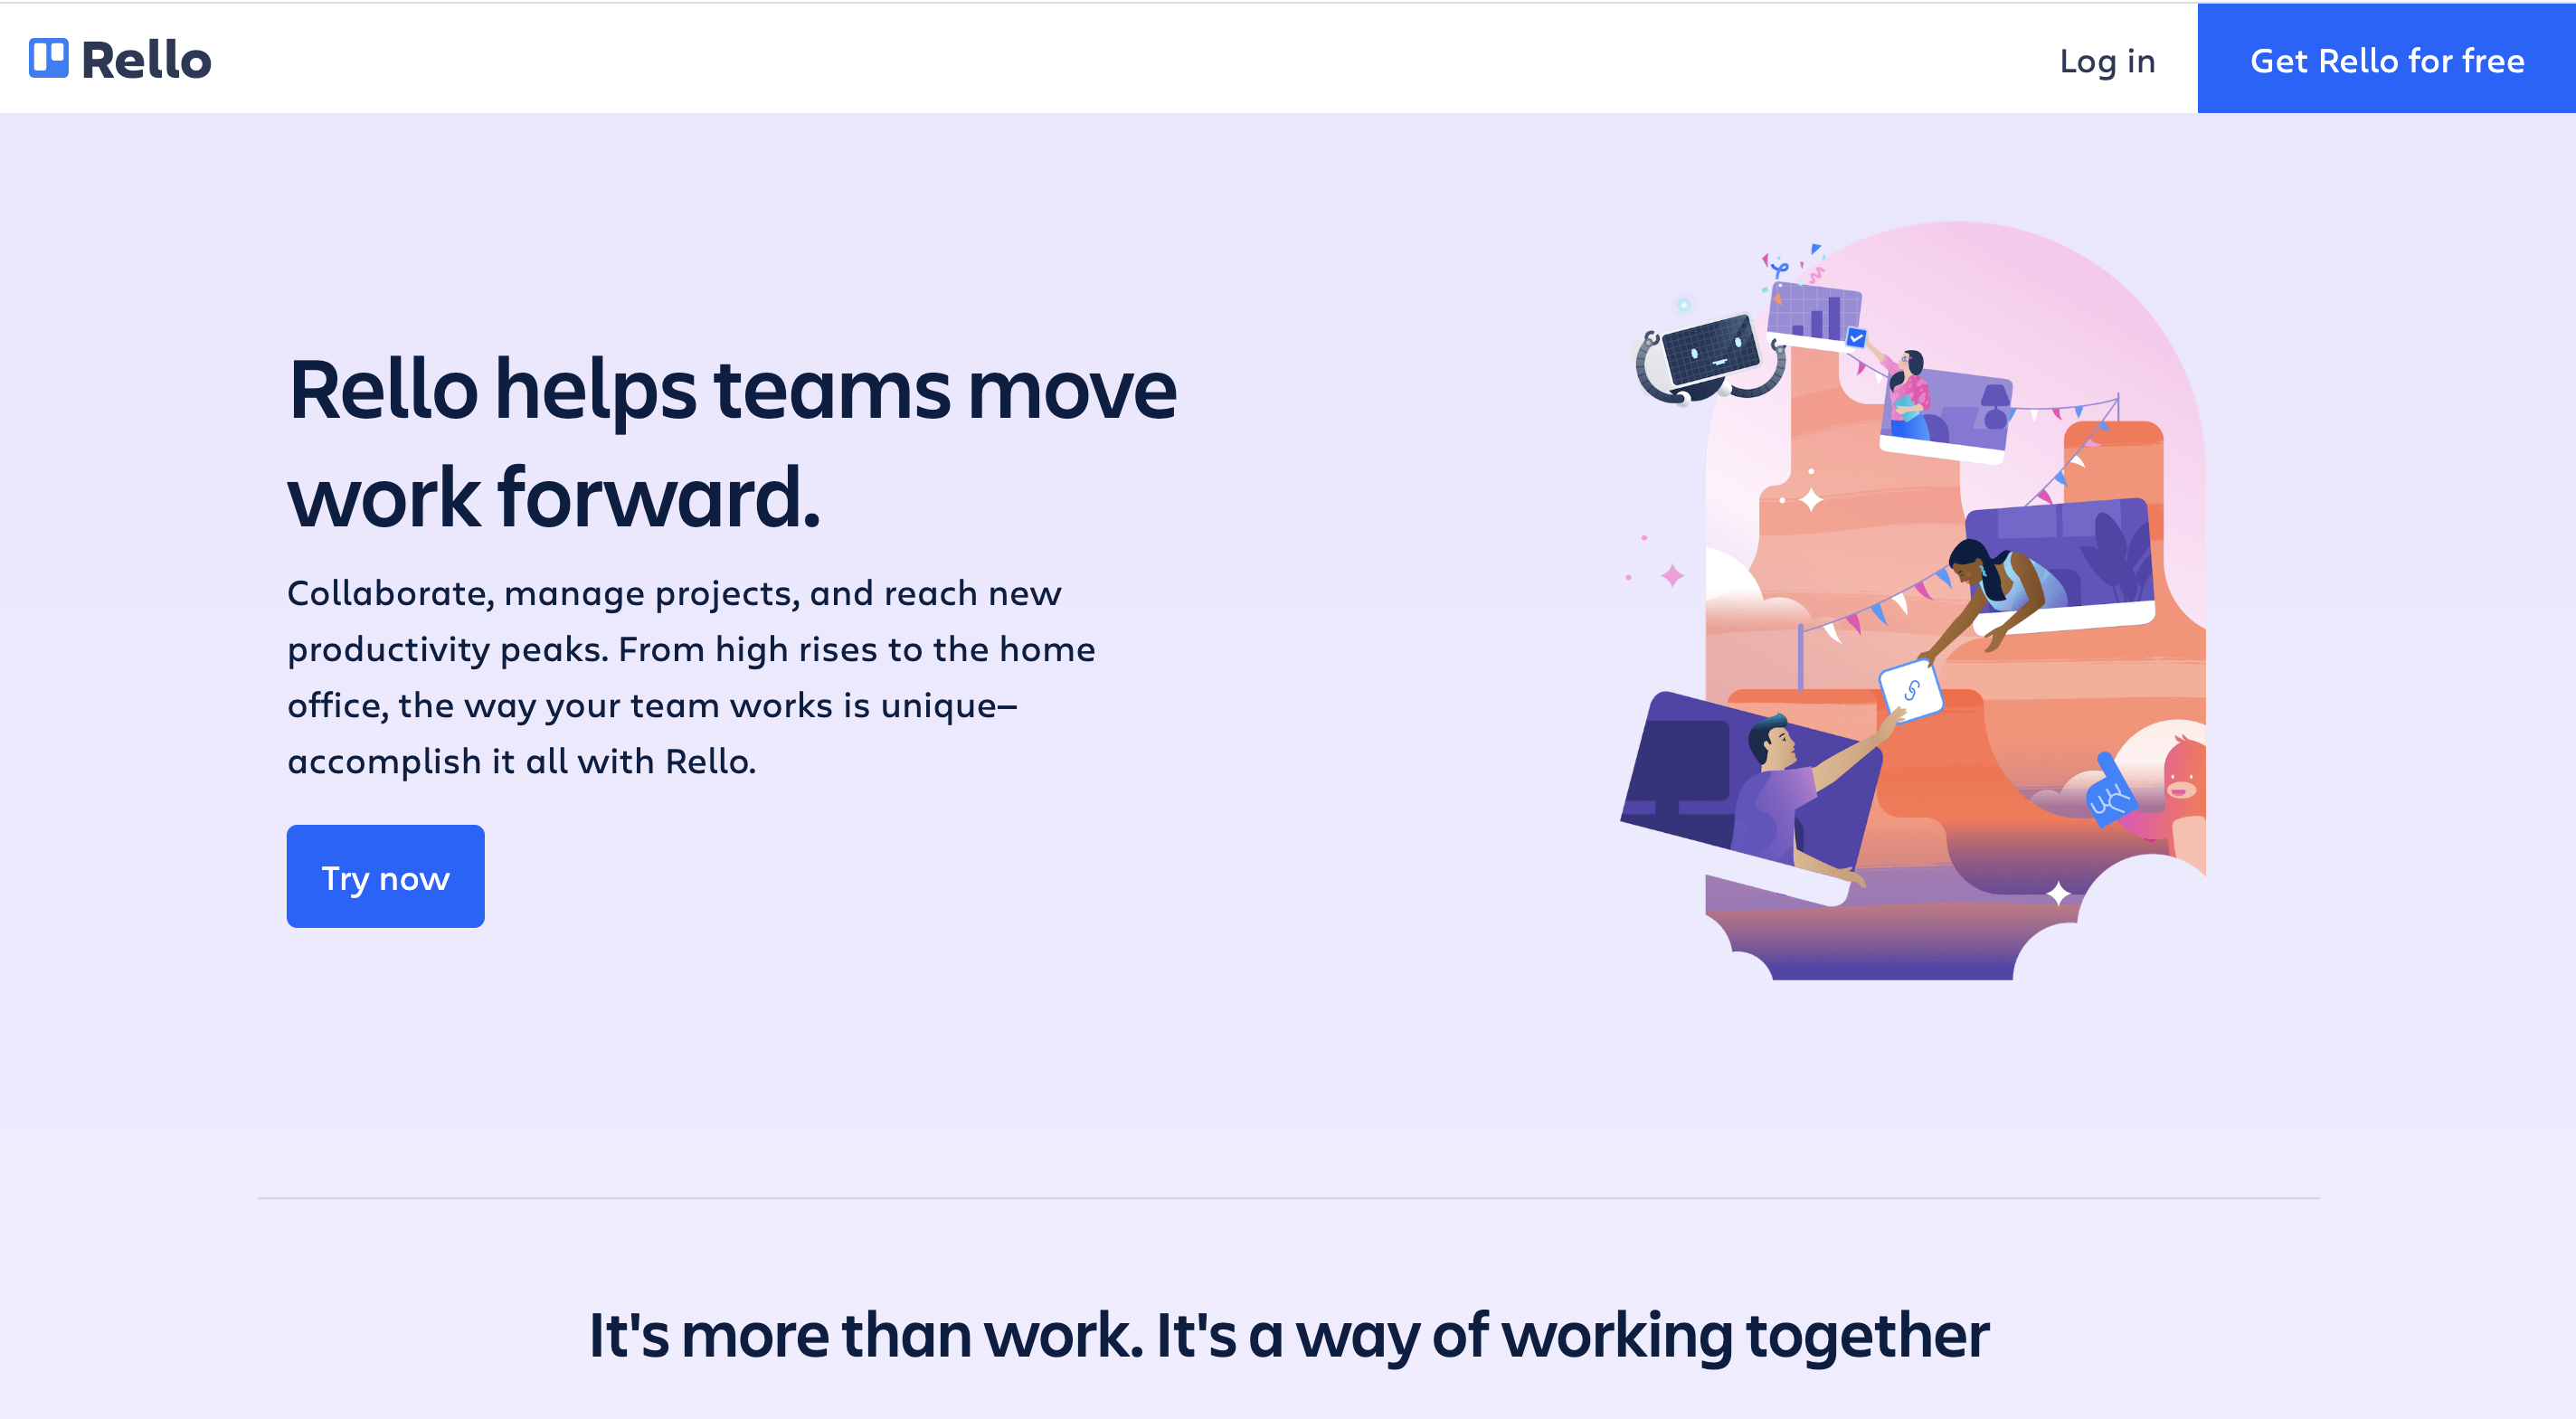 Rello
Log in
Get Rello for free
Rello helps teams move
work forward.
Collaborate, manage projects, and reach new
productivity peaks. From high rises to the home
office, the way your team works is unique—
accomplish it all with Rello.
Try now
It's more than work. It's a way of working together